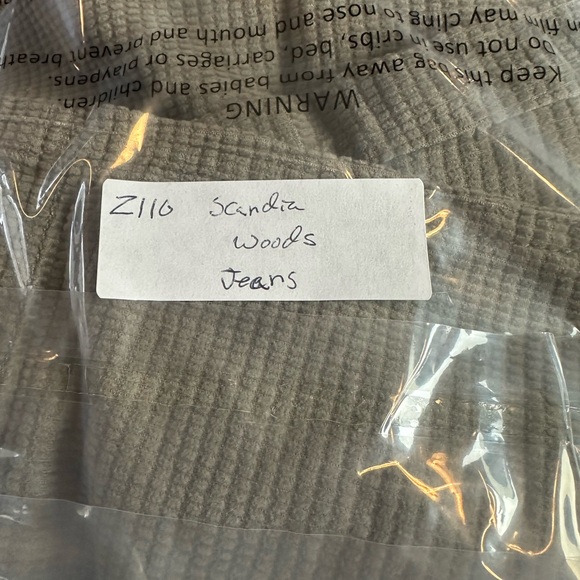 WARNING
Keep this bag away from babies and children.
Do not use in cribs, bed, carriages or playpens.
film may cling to nose and mouth and prevent
Z110 Scandia
Woods
Jeans